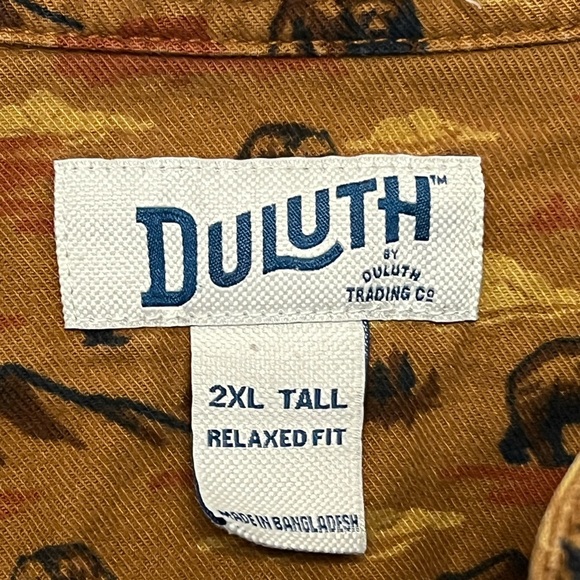 DULUTH™
BY
DULUTH
TRADING CO
2XL TALL
RELAXED FIT
MADE IN BANGLADESH